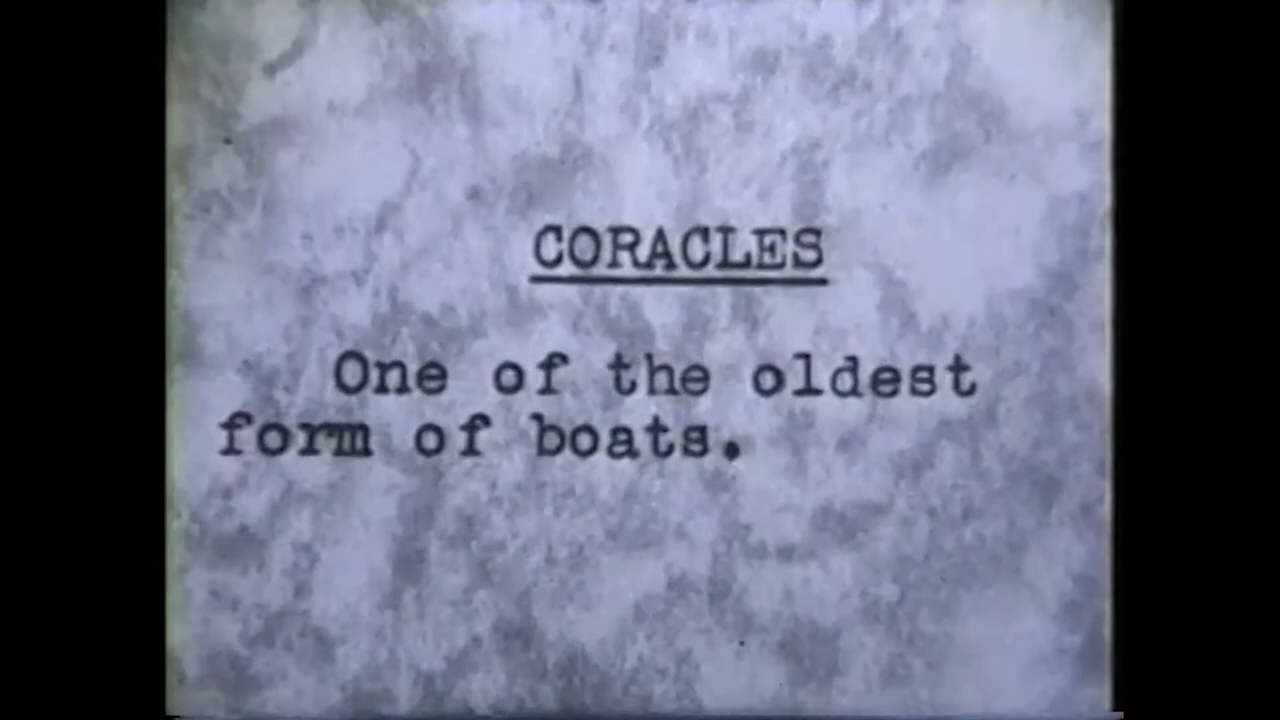 CORACLES
One of the oldest
form of boats.